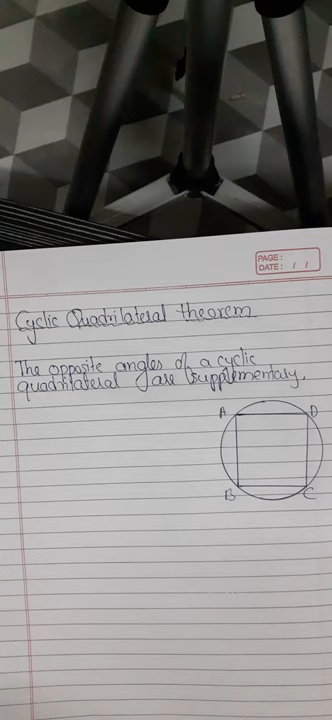 PAGE:
DATE: / /
Cyclic Quadrilateral theorem
The opposite angles of a cyclic
quadrilateral are supplementary.
A D
B C